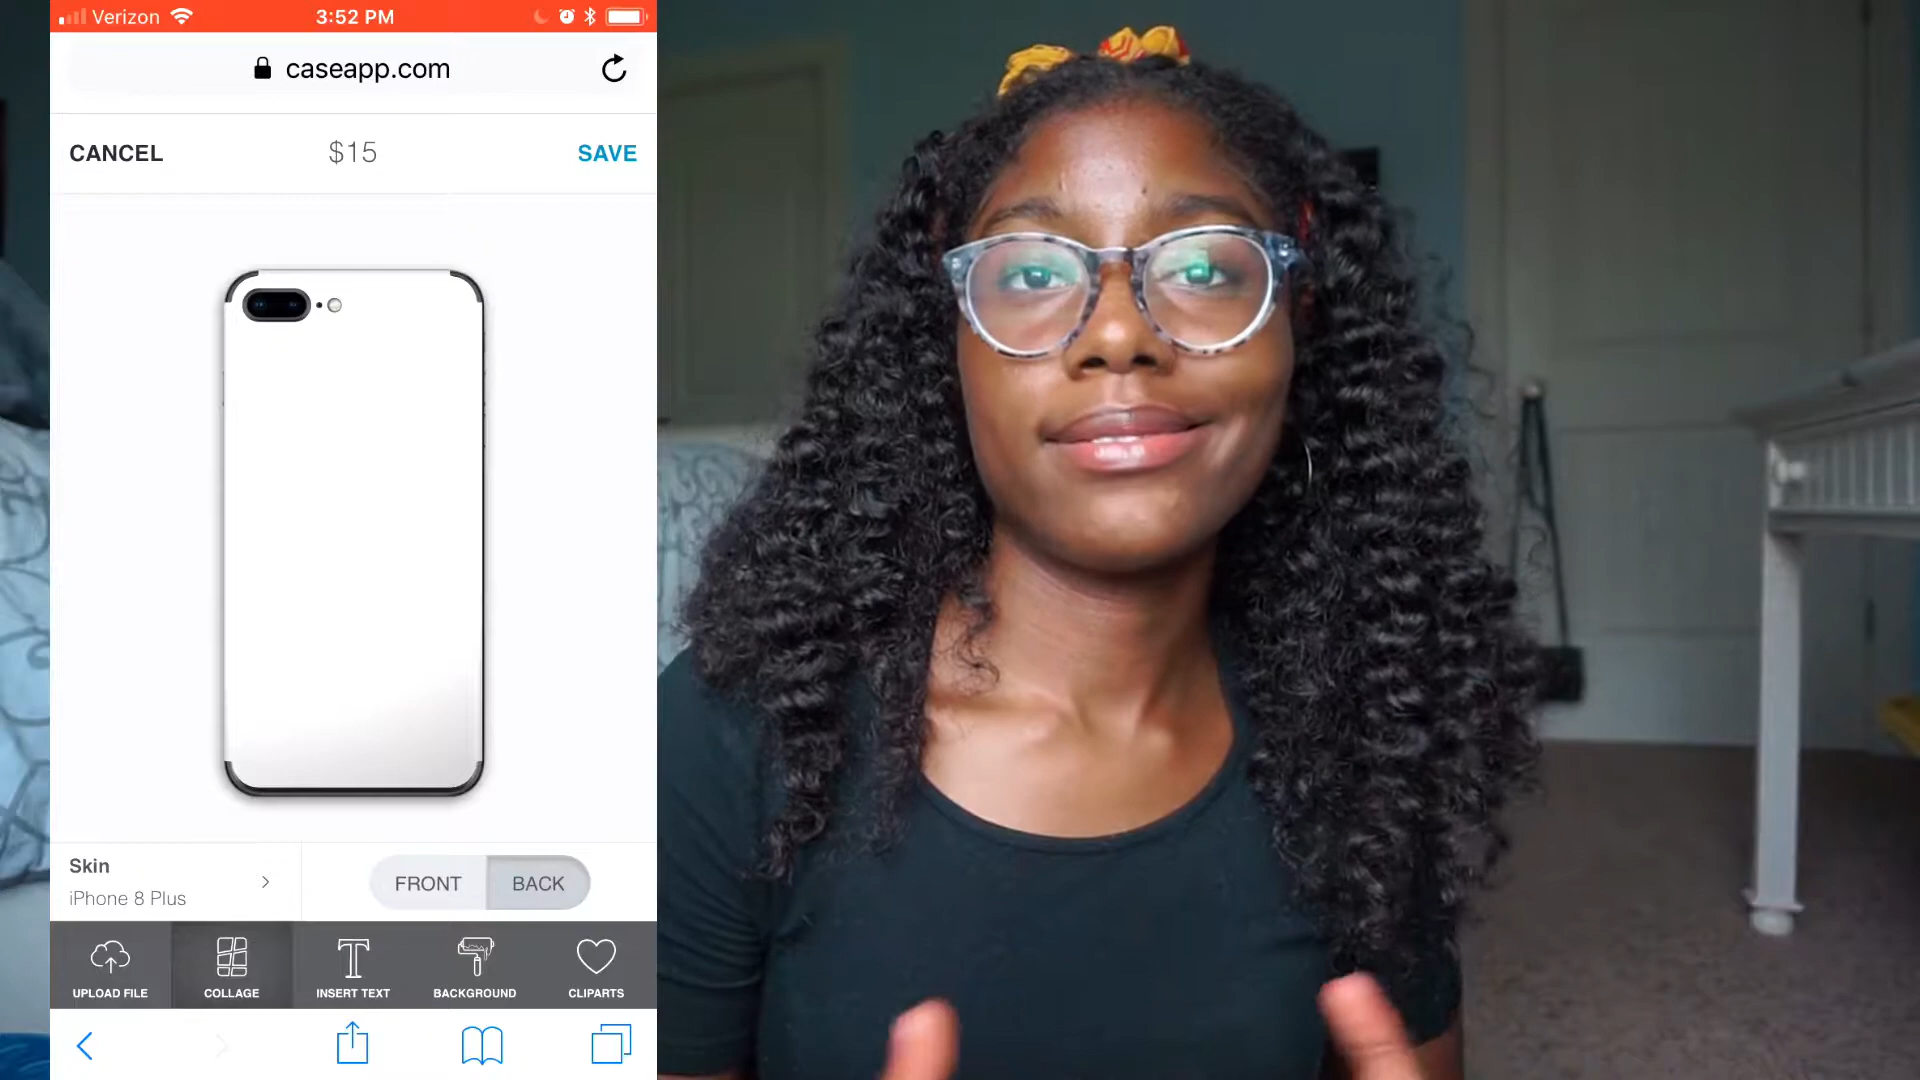 Verizon 3:52 PM
caseapp.com
CANCEL $15 SAVE
Skin
iPhone 8 Plus
FRONT BACK
UPLOAD FILE COLLAGE INSERT TEXT BACKGROUND CLIPARTS